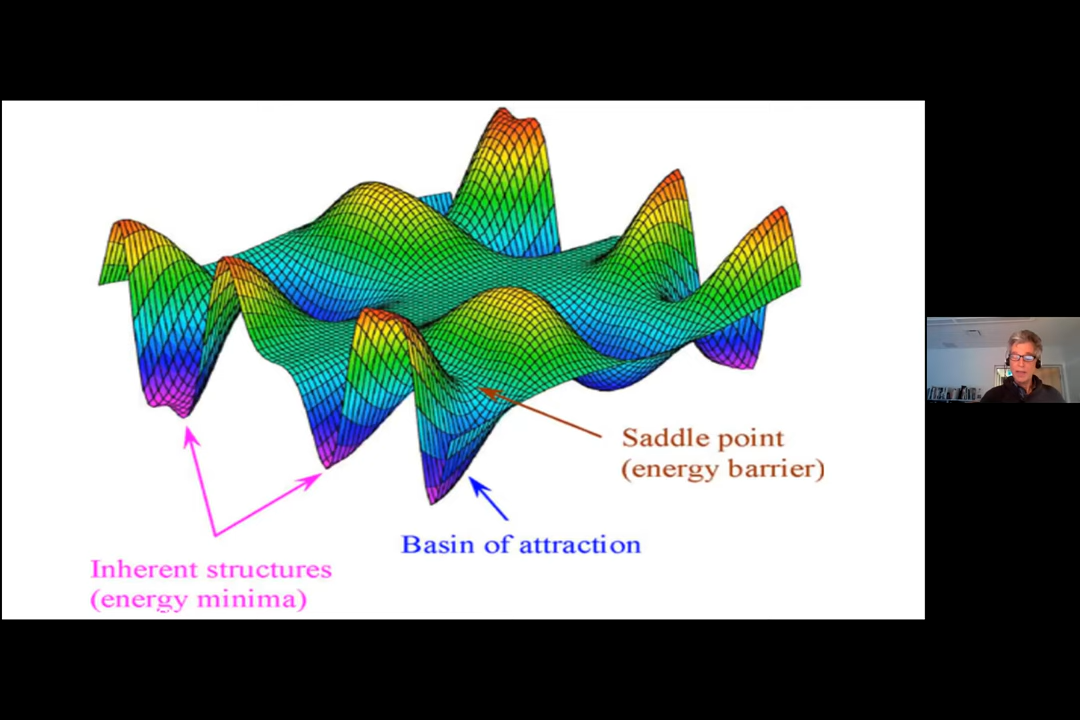 Saddle point
(energy barrier)
Basin of attraction
Inherent structures
(energy minima)